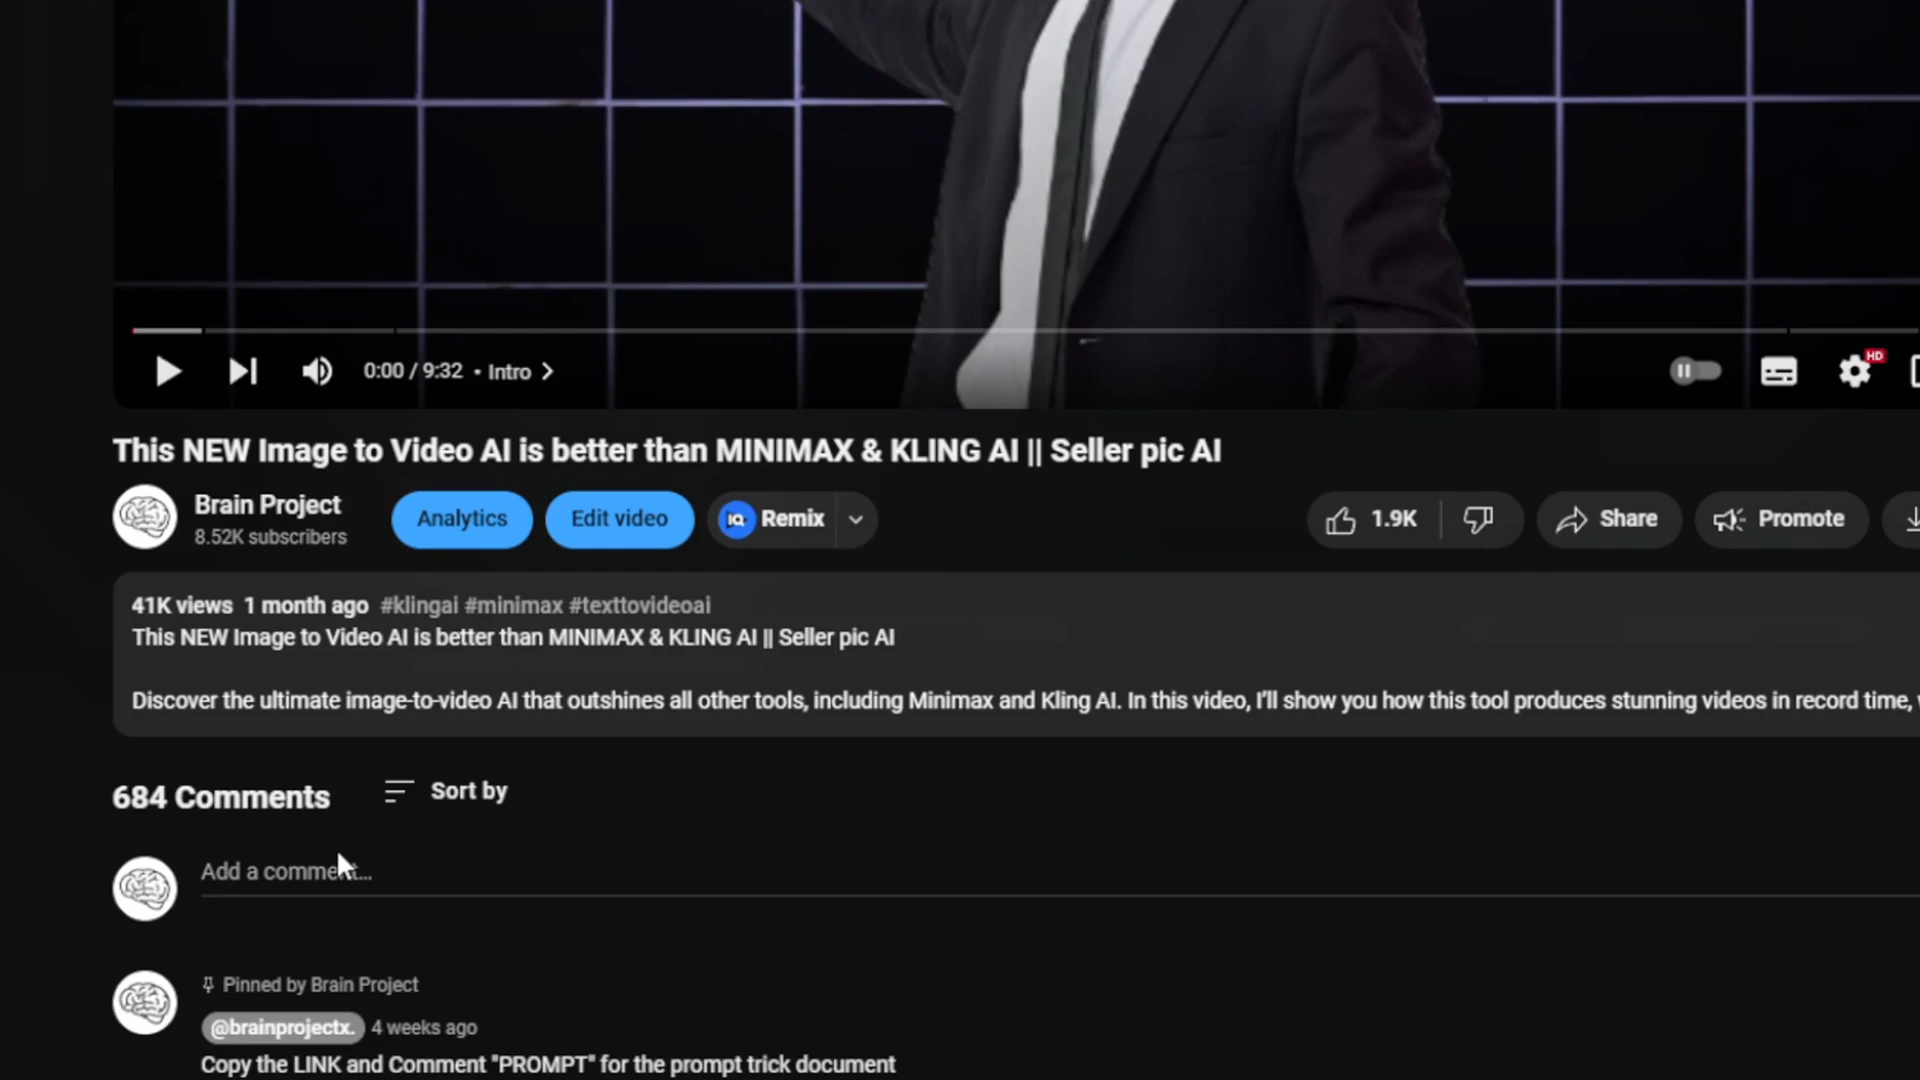 0:00 / 9:32 • Intro
HD
This NEW Image to Video AI is better than MINIMAX & KLING AI || Seller pic AI
Brain Project
8.52K subscribers
Analytics
Edit video
IQ
Remix
1.9K
Share
Promote
41K views 1 month ago #klingai #minimax #texttovideoai
This NEW Image to Video AI is better than MINIMAX & KLING AI || Seller pic AI
Discover the ultimate image-to-video AI that outshines all other tools, including Minimax and Kling AI. In this video, I'll show you how this tool produces stunning videos in record time,
684 Comments
Sort by
Add a comment...
Pinned by Brain Project
@brainprojectx. 4 weeks ago
Copy the LINK and Comment "PROMPT" for the prompt trick document